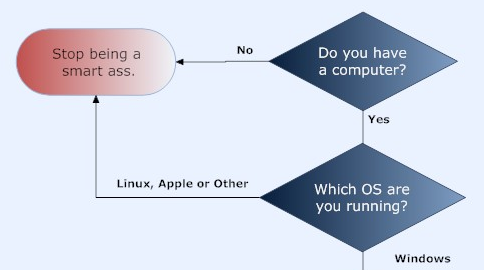 Stop being a
smart ass.
No
Do you have
a computer?
Yes
Linux, Apple or Other
Which OS are
you running?
Windows